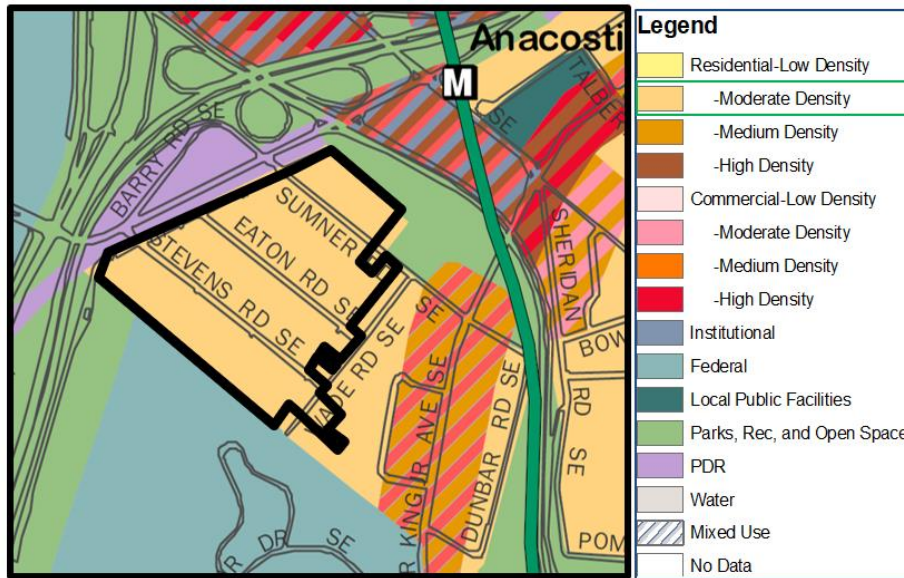 Anacosti
M
TALBER
SE
BARRY RD SE
SUMNER
SE
EATON RD SE
STEVENS RD SE
SHERIDAN
RD
SE
WADE RD SE
BOW
KING JR AVE SE
DUNBAR RD SE
R DR SE
POM
Legend
Residential-Low Density
-Moderate Density
-Medium Density
-High Density
Commercial-Low Density
-Moderate Density
-Medium Density
-High Density
Institutional
Federal
Local Public Facilities
Parks, Rec, and Open Space
PDR
Water
Mixed Use
No Data